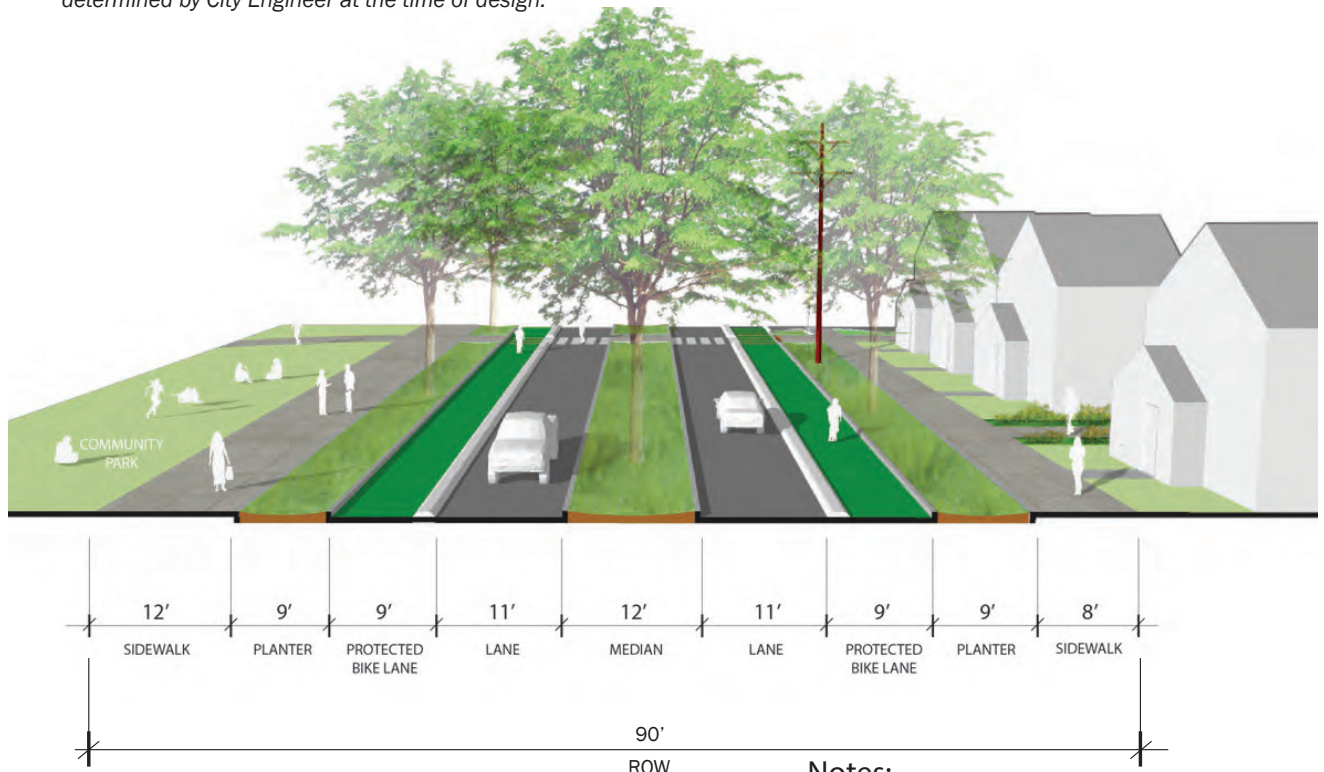 determined by City Engineer at the time of design.
COMMUNITY
PARK
12’ 9’ 9’ 11’ 12’ 11’ 9’ 9’ 8’
SIDEWALK PLANTER PROTECTED LANE MEDIAN LANE PROTECTED PLANTER SIDEWALK
BIKE LANE BIKE LANE
90’
ROW
Notes: